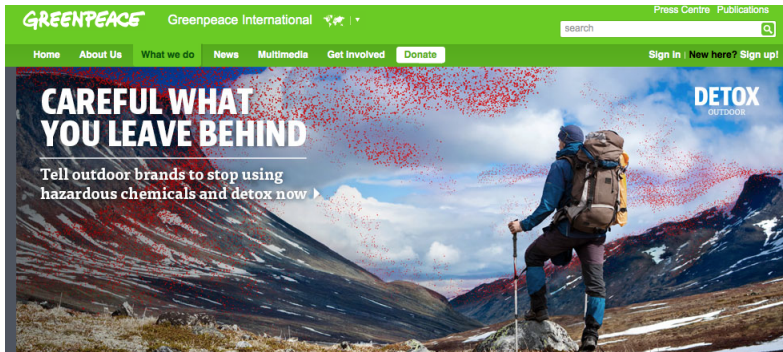 Press Centre Publications
GREENPEACE Greenpeace International
search
Home About Us What we do News Multimedia Get involved Donate
Sign in | New here? Sign up!
CAREFUL WHAT
YOU LEAVE BEHIND
DETOX
OUTDOOR
Tell outdoor brands to stop using
hazardous chemicals and detox now